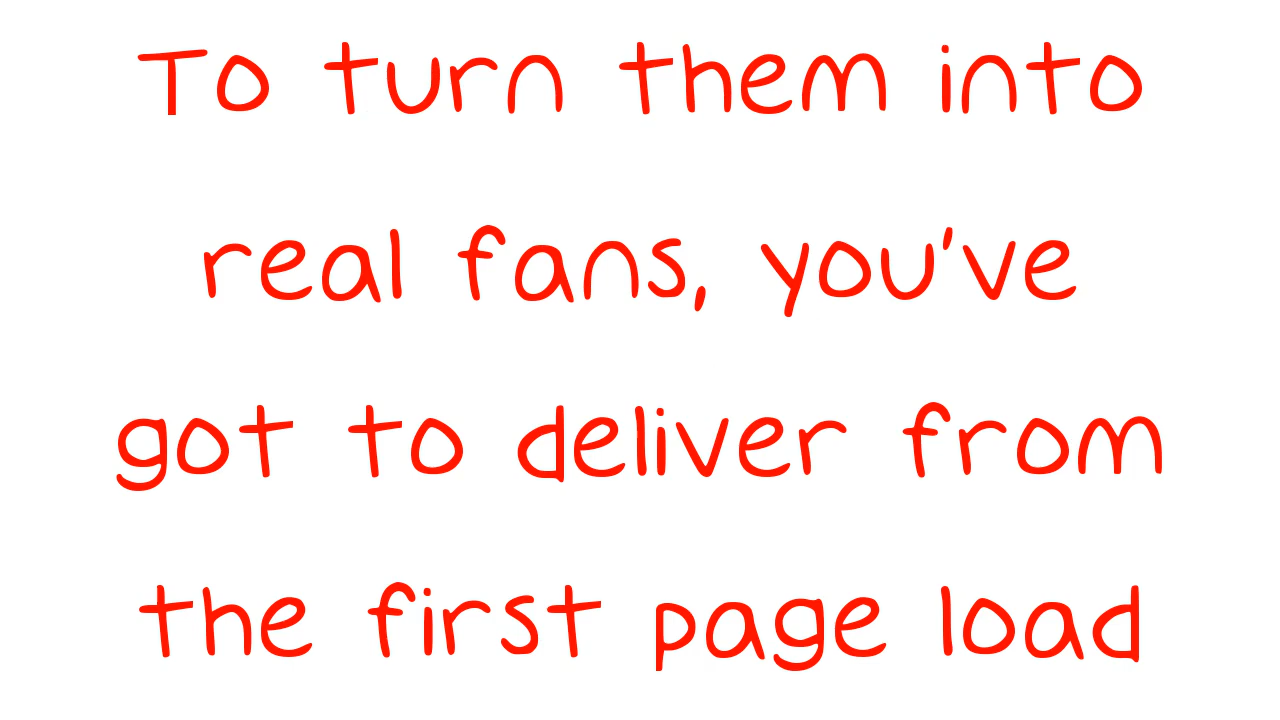 To turn them into
real fans, you've
got to deliver from
the first page load